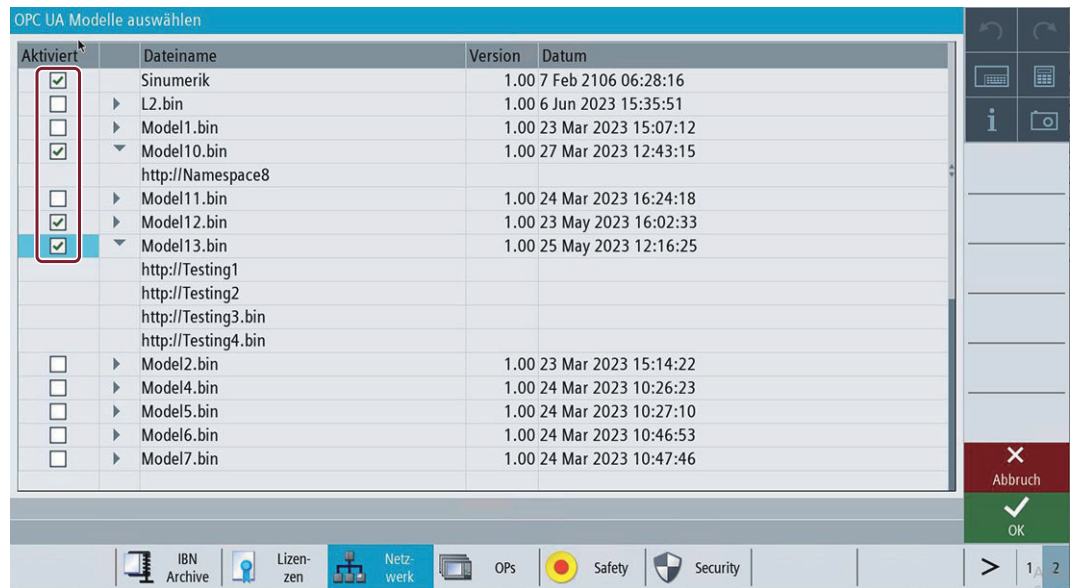 OPC UA Modelle auswählen
Aktiviert Dateiname Version Datum
Sinumerik 1.00 7 Feb 2106 06:28:16
L2.bin 1.00 6 Jun 2023 15:35:51
Model1.bin 1.00 23 Mar 2023 15:07:12
Model10.bin 1.00 27 Mar 2023 12:43:15
http://Namespace8
Model11.bin 1.00 24 Mar 2023 16:24:18
Model12.bin 1.00 23 May 2023 16:02:33
Model13.bin 1.00 25 May 2023 12:16:25
http://Testing1
http://Testing2
http://Testing3.bin
http://Testing4.bin
Model2.bin 1.00 23 Mar 2023 15:14:22
Model4.bin 1.00 24 Mar 2023 10:26:23
Model5.bin 1.00 24 Mar 2023 10:27:10
Model6.bin 1.00 24 Mar 2023 10:46:53
Model7.bin 1.00 24 Mar 2023 10:47:46
Abbruch
OK
IBN Archive
Lizen-
zen
Netz-
werk
OPs
Safety
Security
> 1 2